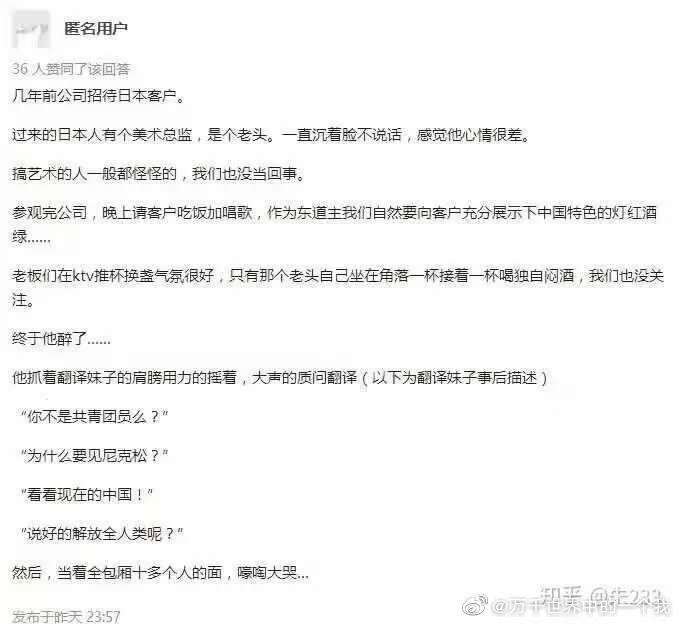 匿名用户
36 人赞同了该回答
几年前公司招待日本客户。
过来的日本人有个美术总监，是个老头。一直沉着脸不说话，感觉他心情很差。
搞艺术的人一般都怪怪的，我们也没当回事。
参观完公司，晚上请客户吃饭加唱歌，作为东道主我们自然要向客户充分展示下中国特色的灯红酒
绿......
老板们在ktv推杯换盏气氛很好，只有那个老头自己坐在角落一杯接着一杯喝独自闷酒，我们也没关
注。
终于他醉了......
他抓着翻译妹子的肩膀用力的摇着，大声的质问翻译（以下为翻译妹子事后描述）
“你不是共青团员么？”
“为什么要见尼克松？”
“看看现在的中国！”
“说好的解放全人类呢？”
然后，当着全包厢十多个人的面，嚎啕大哭...
发布于昨天 23:57
知乎
@万千世界中的一个我